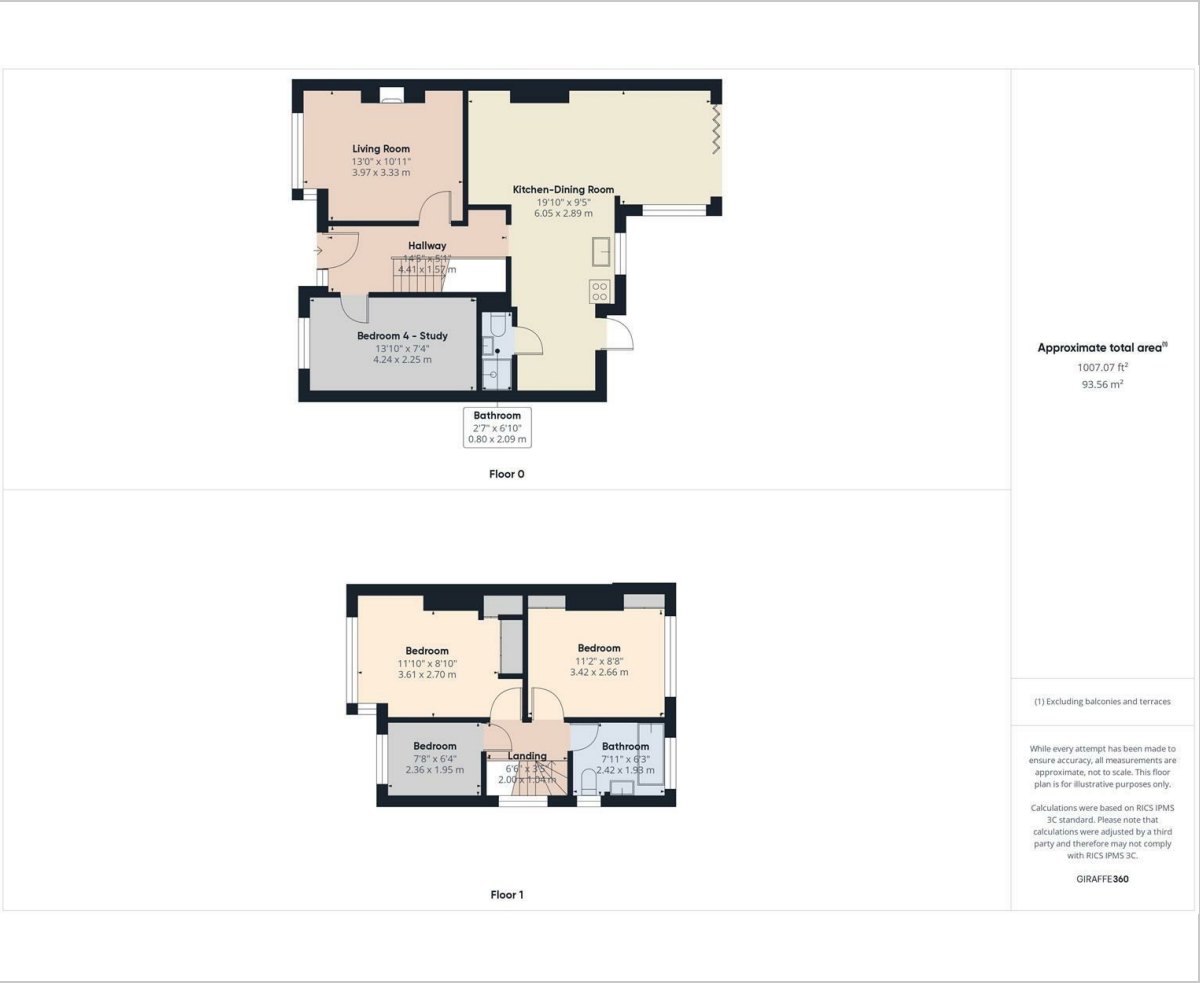 Living Room
13'0" x 10'11"
3.97 x 3.33 m
Kitchen-Dining Room
19'10" x 9'5"
6.05 x 2.89 m
Hallway
14'5" x 5'1"
4.41 x 1.57 m
Bedroom 4 - Study
13'10" x 7'4"
4.24 x 2.25 m
Bathroom
2'7" x 6'10"
0.80 x 2.09 m
Floor 0
Bedroom
11'10" x 8'10"
3.61 x 2.70 m
Bedroom
11'2" x 8'8"
3.42 x 2.66 m
Bedroom
7'8" x 6'4"
2.36 x 1.95 m
Landing
6'6" x 3'5"
2.00 x 1.04 m
Bathroom
7'11" x 6'3"
2.42 x 1.93 m
Floor 1
Approximate total area(1)
1007.07 ft²
93.56 m²
(1) Excluding balconies and terraces
While every attempt has been made to
ensure accuracy, all measurements are
approximate, not to scale. This floor
plan is for illustrative purposes only.
Calculations were based on RICS IPMS
3C standard. Please note that
calculations were adjusted by a third
party and therefore may not comply
with RICS IPMS 3C.
GIRAFFE360